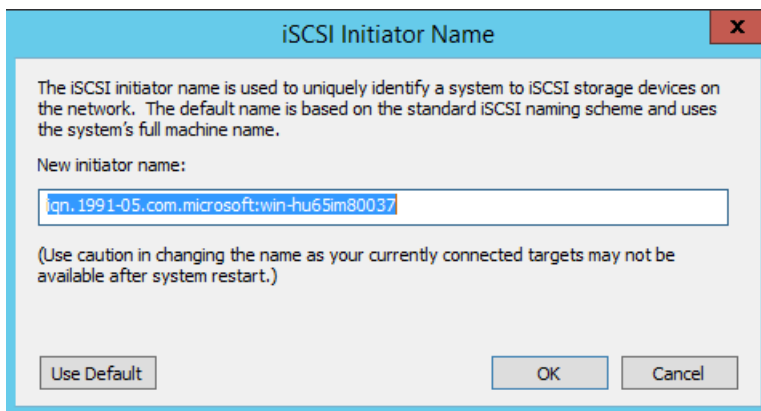 iSCSI Initiator Name
x
The iSCSI initiator name is used to uniquely identify a system to iSCSI storage devices on
the network. The default name is based on the standard iSCSI naming scheme and uses
the system's full machine name.
New initiator name:
iqn.1991-05.com.microsoft:win-hu65im80037
(Use caution in changing the name as your currently connected targets may not be
available after system restart.)
Use Default
OK
Cancel